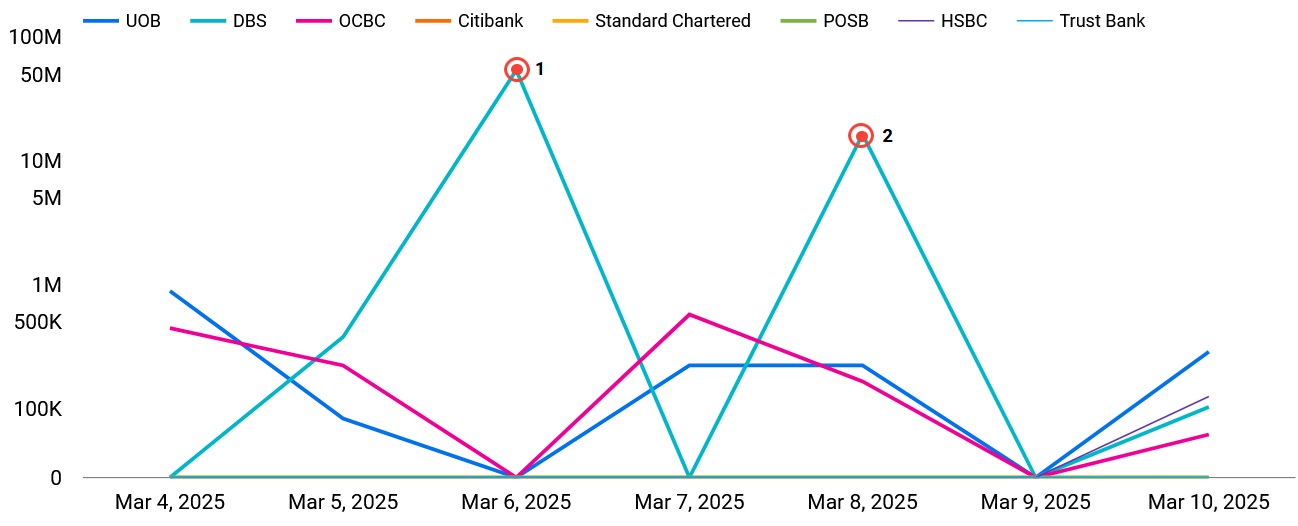 UOB DBS OCBC Citibank Standard Chartered POSB HSBC Trust Bank
100M
50M
10M
5M
1M
500K
100K
0
1
2
Mar 4, 2025 Mar 5, 2025 Mar 6, 2025 Mar 7, 2025 Mar 8, 2025 Mar 9, 2025 Mar 10, 2025